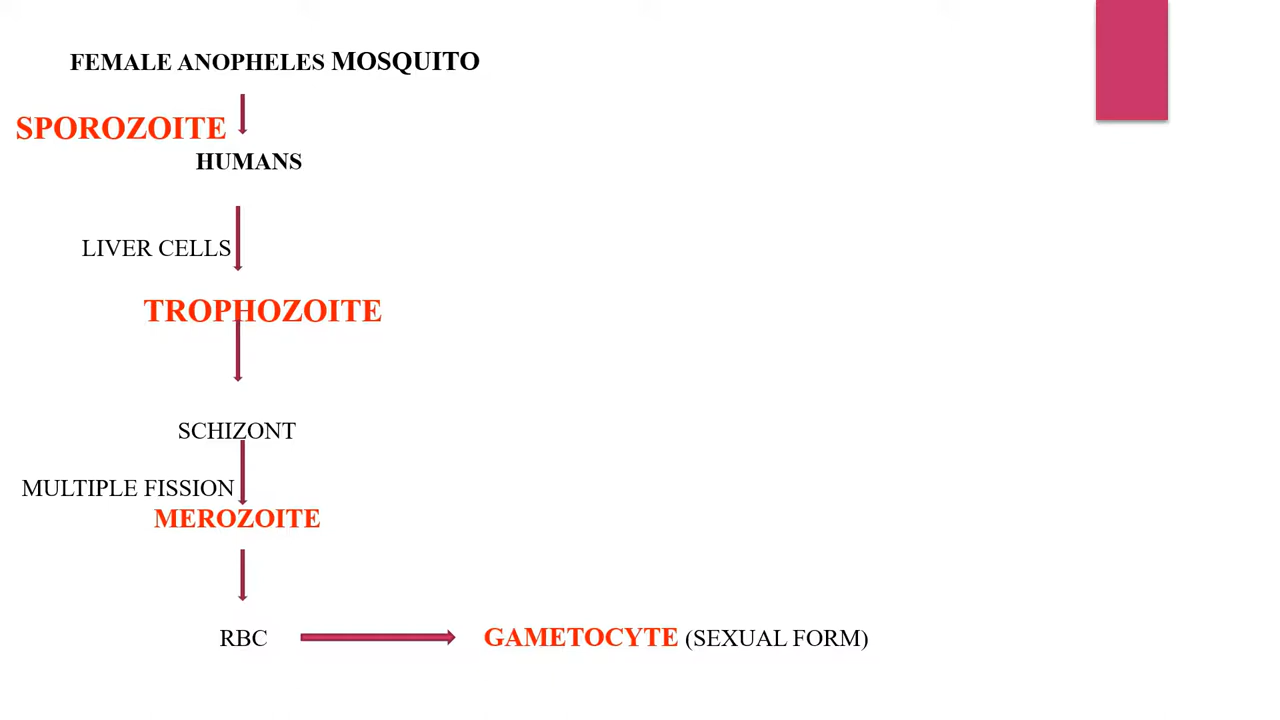 FEMALE ANOPHELES MOSQUITO
SPOROZOITE
HUMANS
LIVER CELLS
TROPHOZOITE
SCHIZONT
MULTIPLE FISSION
MEROZOITE
RBC GAMETOCYTE (SEXUAL FORM)